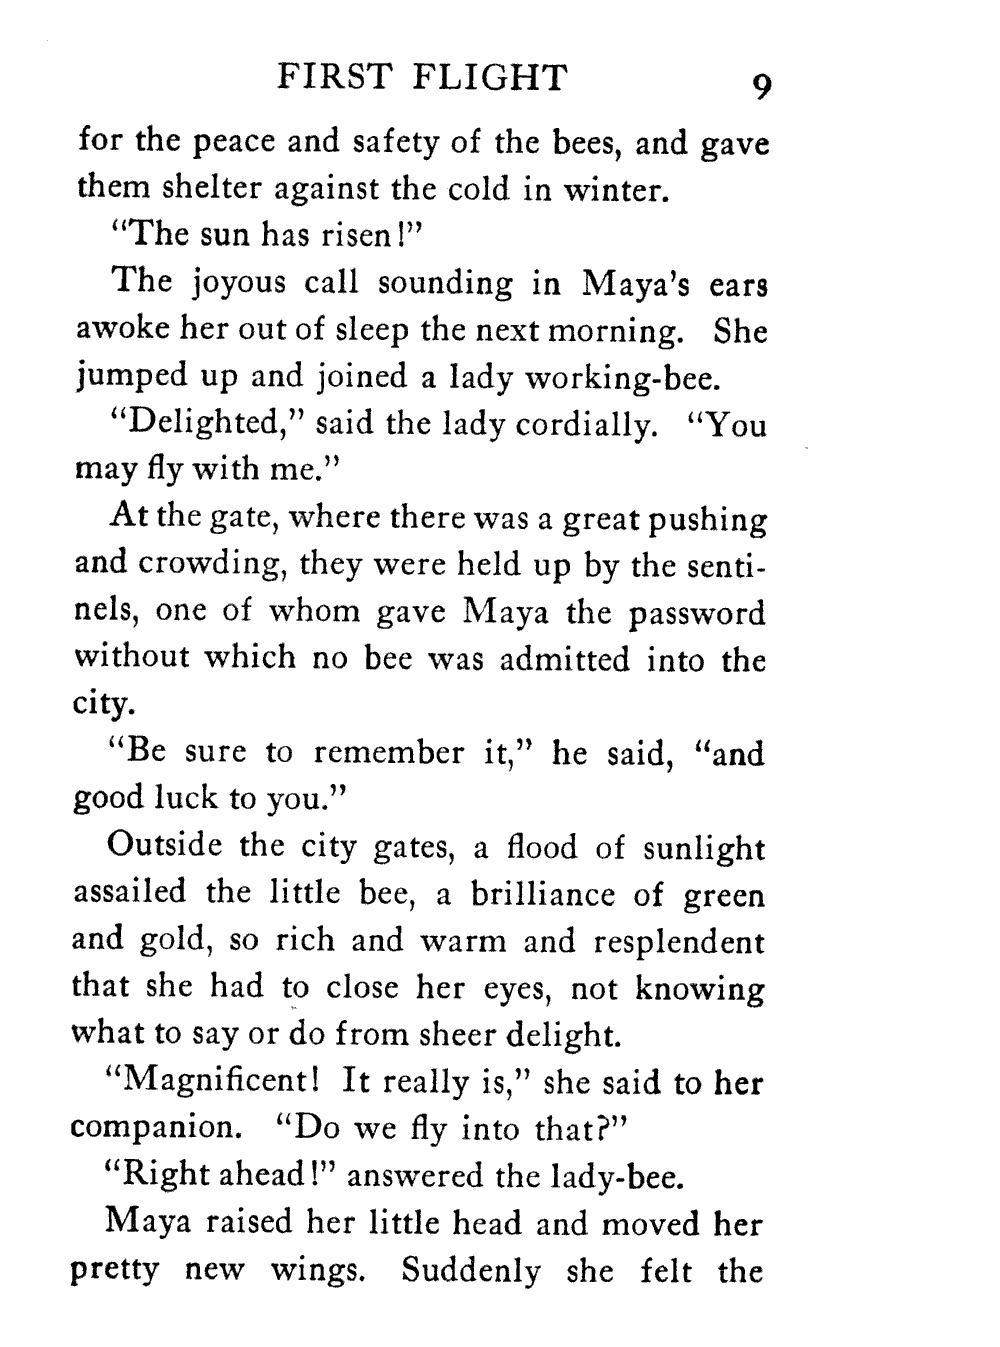 FIRST FLIGHT 9
for the peace and safety of the bees, and gave
them shelter against the cold in winter.
“The sun has risen!”
The joyous call sounding in Maya’s ears
awoke her out of sleep the next morning. She
jumped up and joined a lady working-bee.
“Delighted,” said the lady cordially. “You
may fly with me.”
At the gate, where there was a great pushing
and crowding, they were held up by the senti-
nels, one of whom gave Maya the password
without which no bee was admitted into the
city.
“Be sure to remember it,” he said, “and
good luck to you.”
Outside the city gates, a flood of sunlight
assailed the little bee, a brilliance of green
and gold, so rich and warm and resplendent
that she had to close her eyes, not knowing
what to say or do from sheer delight.
“Magnificent! It really is,” she said to her
companion. “Do we fly into that?”
“Right ahead!” answered the lady-bee.
Maya raised her little head and moved her
pretty new wings. Suddenly she felt the